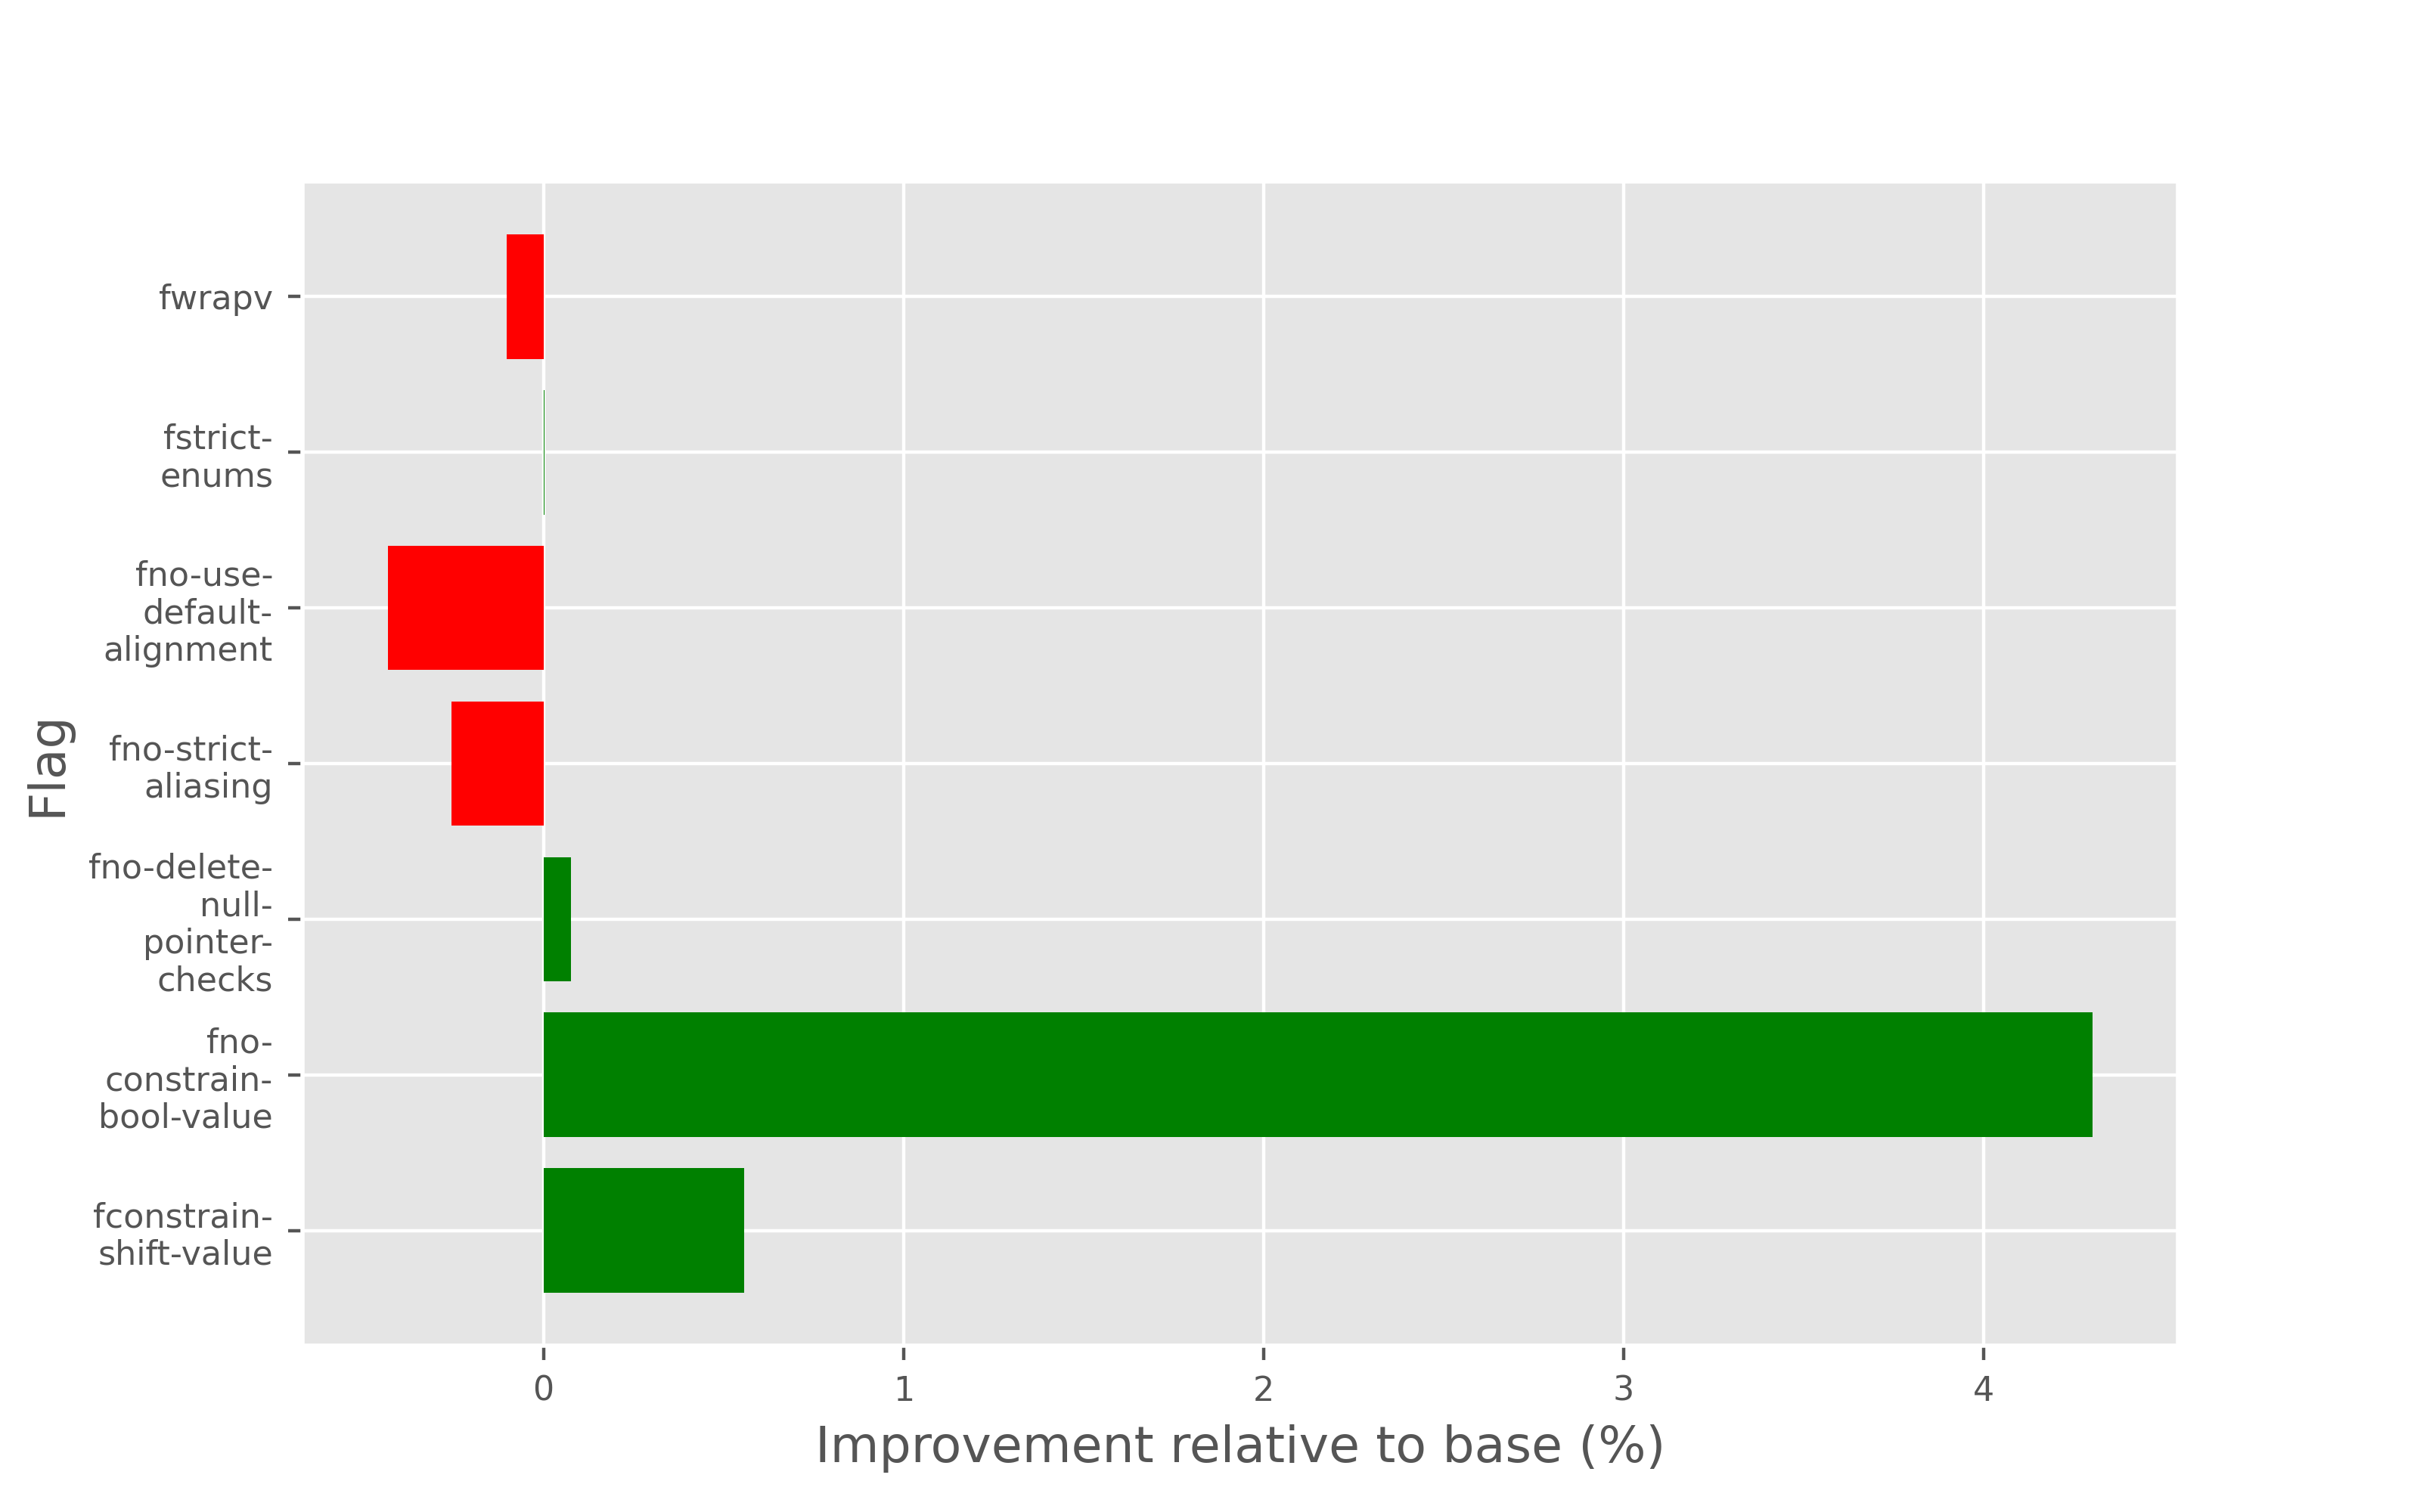 fwrapv
fstrict-
enums
fno-use-
default-
alignment
fno-strict-
aliasing
fno-delete-
null-
pointer-
checks
fno-
constrain-
bool-value
fconstrain-
shift-value
Flag
0 1 2 3 4
Improvement relative to base (%)